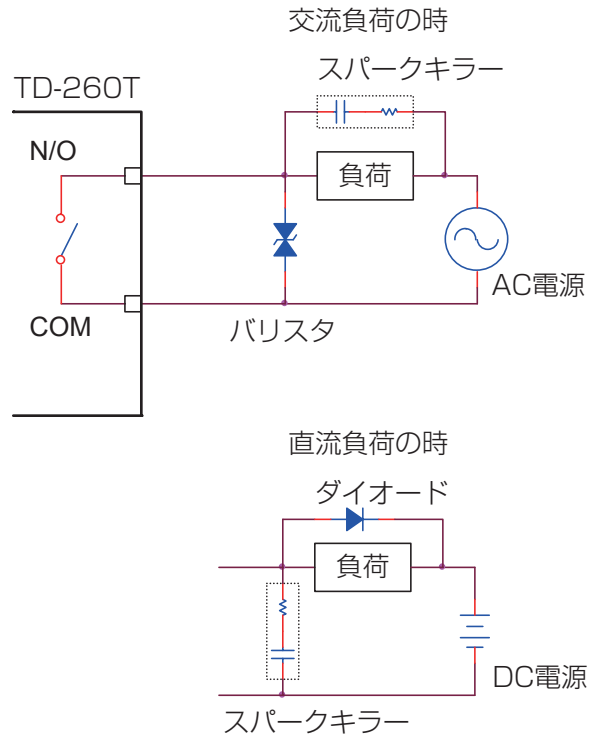 交流負荷の時
スパークキラー
TD-260T
N/O
負荷
AC電源
COM
バリスタ
直流負荷の時
ダイオード
負荷
DC電源
スパークキラー